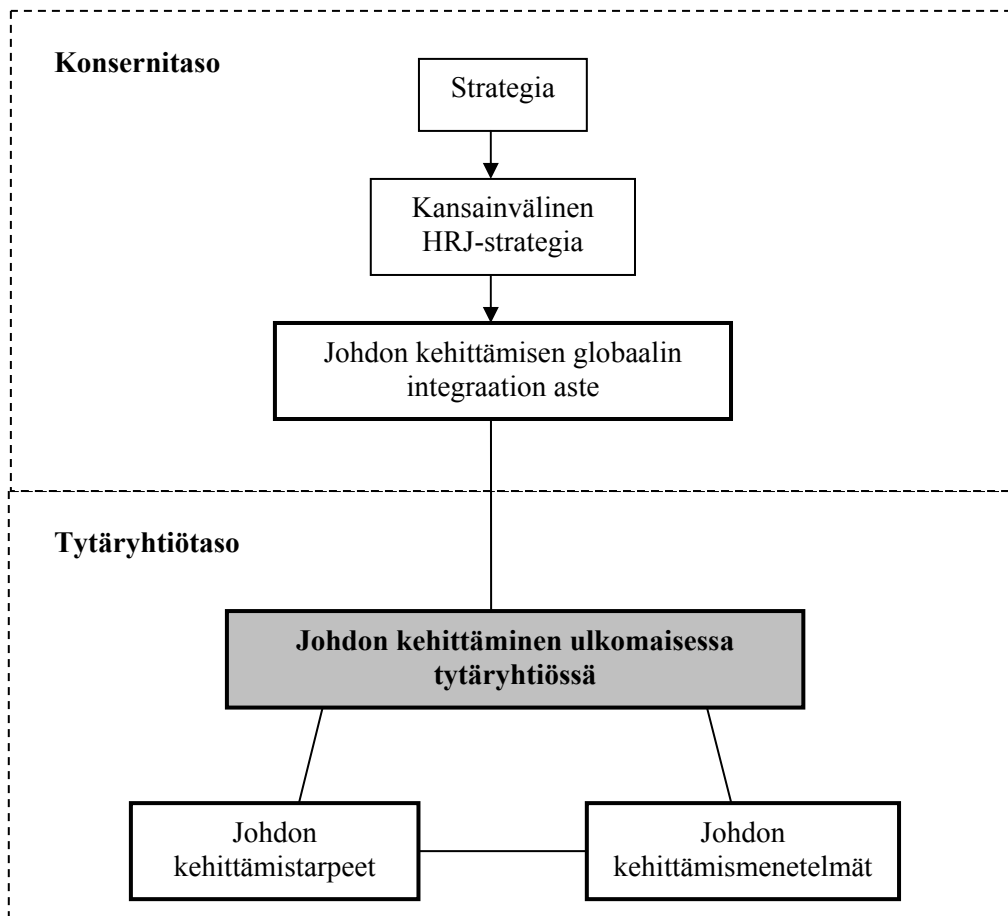 Konsernitaso
Strategia
Kansainvälinen
HRJ-strategia
Johdon kehittämisen globaalin
integraation aste
Tytäryhtiötaso
Johdon kehittäminen ulkomaisessa
tytäryhtiössä
Johdon
kehittämistarpeet
Johdon
kehittämismenetelmät